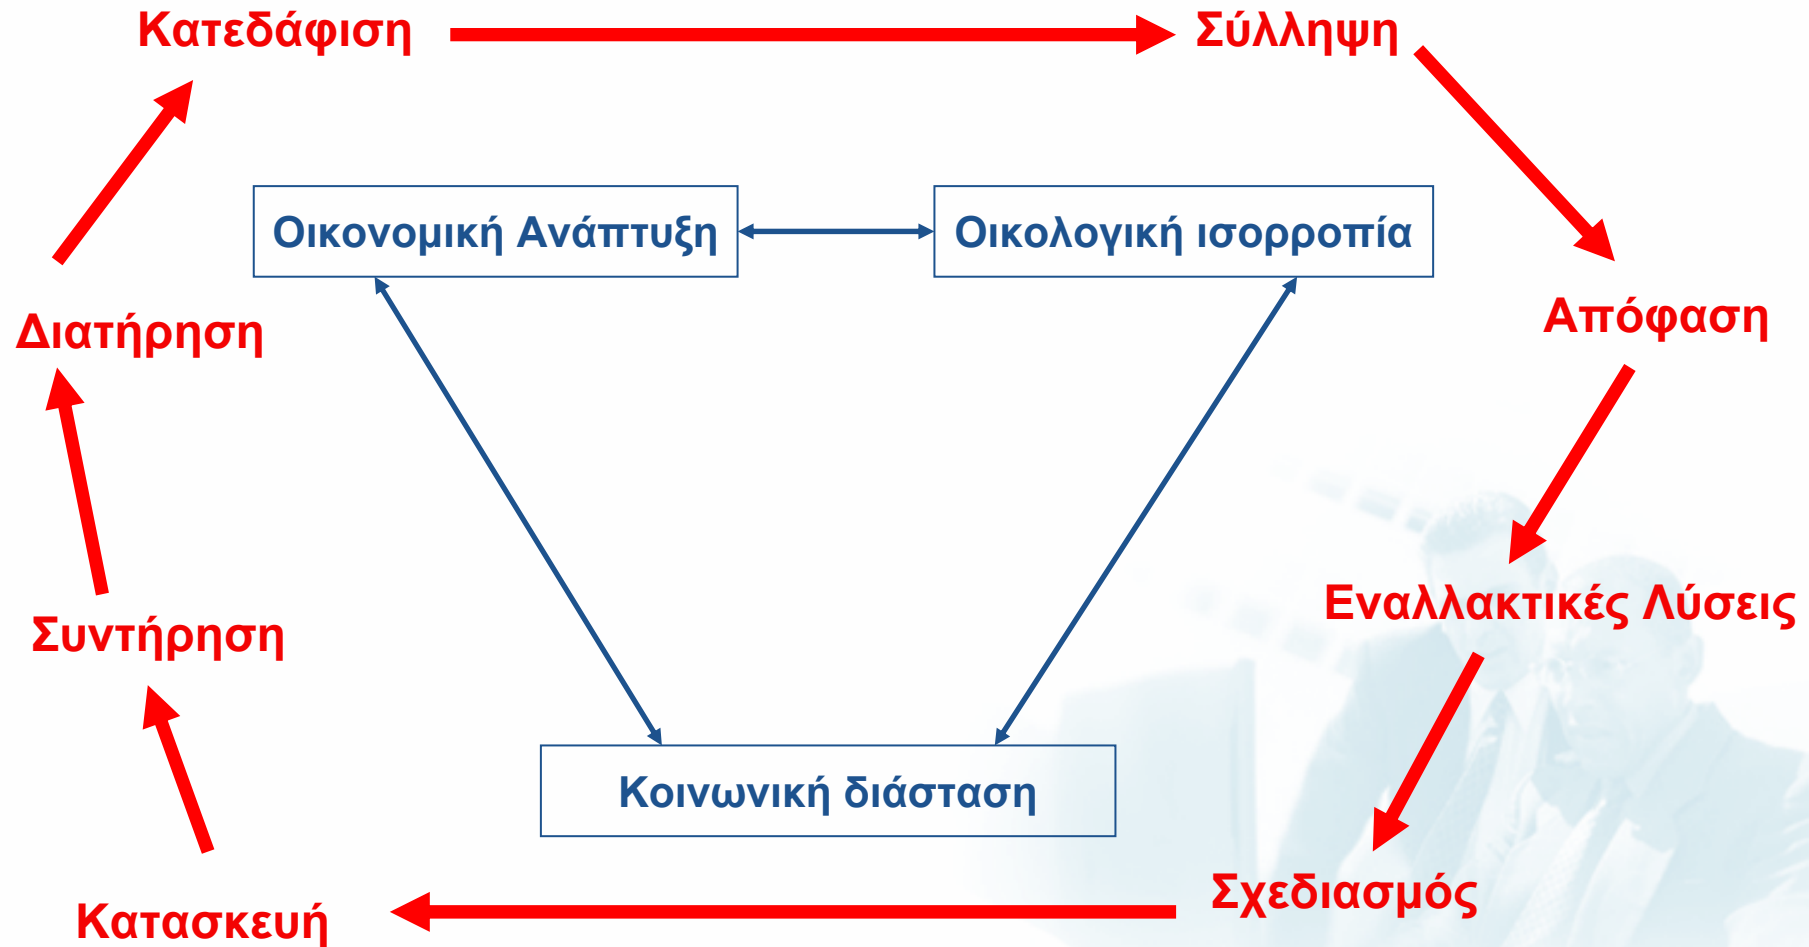 Κατεδάφιση
Σύλληψη
Οικονομική Ανάπτυξη
Οικολογική ισορροπία
Διατήρηση
Απόφαση
Συντήρηση
Εναλλακτικές Λύσεις
Κοινωνική διάσταση
Κατασκευή
Σχεδιασμός